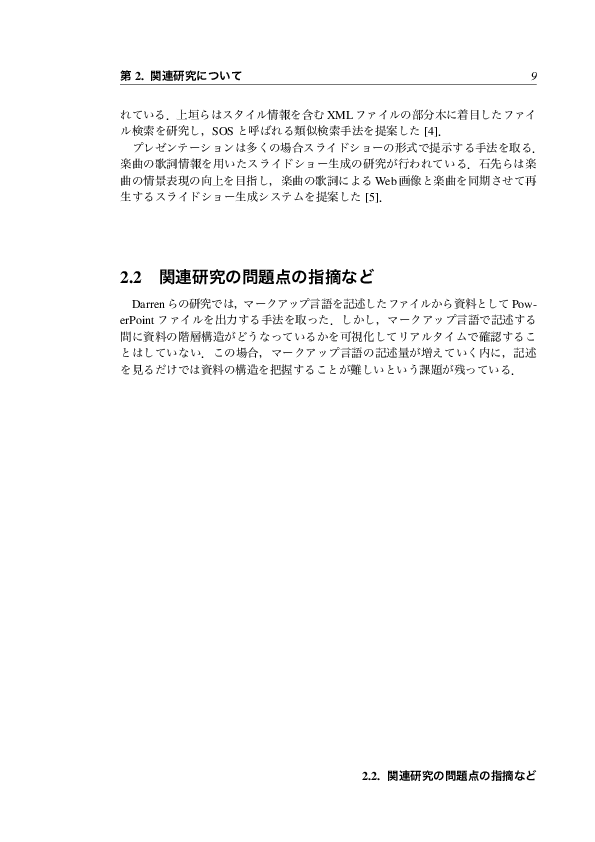 第 2. 関連研究について 9
れている．上垣らはスタイル情報を含む XML ファイルの部分木に着目したファイ
ル検索を研究し，SOS と呼ばれる類似検索手法を提案した [4]．
プレゼンテーションは多くの場合スライドショーの形式で提示する手法を取る．
楽曲の歌詞情報を用いたスライドショー生成の研究が行われている．石先らは楽
曲の情景表現の向上を目指し，楽曲の歌詞による Web 画像と楽曲を同期させて再
生するスライドショー生成システムを提案した [5]．
2.2 関連研究の問題点の指摘など
Darren らの研究では，マークアップ言語を記述したファイルから資料として Pow-
erPoint ファイルを出力する手法を取った．しかし，マークアップ言語で記述する
間に資料の階層構造がどうなっているかを可視化してリアルタイムで確認するこ
とはしていない．この場合，マークアップ言語の記述量が増えていく内に，記述
を見るだけでは資料の構造を把握することが難しいという課題が残っている．
2.2. 関連研究の問題点の指摘など